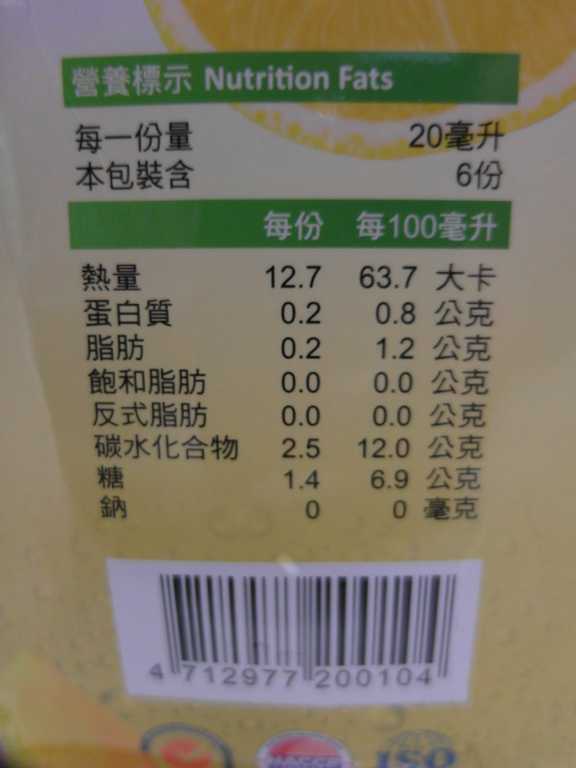 營養標示 Nutrition Fats
每一份量 20毫升
本包裝含 6份
每份 每100毫升
熱量 12.7 63.7 大卡
蛋白質 0.2 0.8 公克
脂肪 0.2 1.2 公克
飽和脂肪 0.0 0.0 公克
反式脂肪 0.0 0.0 公克
碳水化合物 2.5 12.0 公克
糖 1.4 6.9 公克
鈉 0 0 毫克
4 712977 200104
HACCP ISO